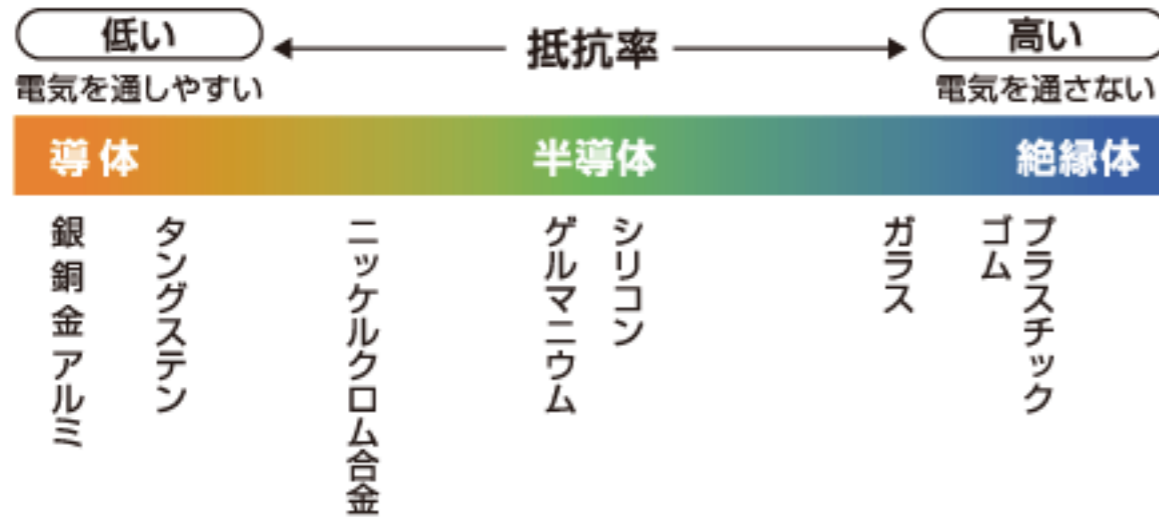 低い
抵抗率
高い
電気を通しやすい
電気を通さない
導体
半導体
絶縁体
銀 銅 金 アルミ
タングステン
ニッケルクロム合金
ゲルマニウム
シリコン
ガラス
ゴム
プラスチック